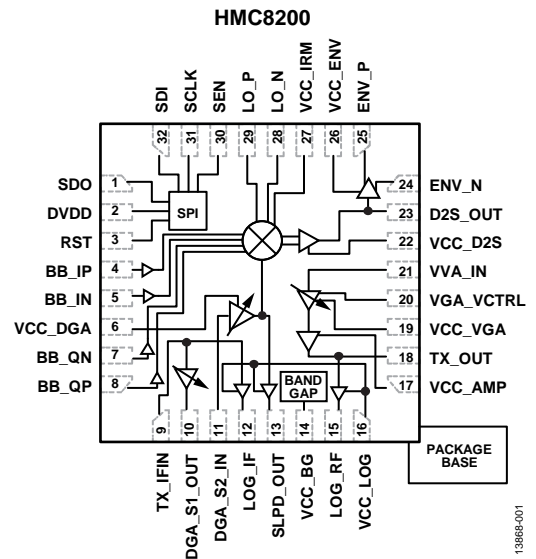 HMC8200
SDI
SCLK
SEN
LO_P
LO_N
VCC_IRM
VCC_ENV
ENV_P
32
31
30
29
28
27
26
25
SDO 1
DVDD 2
RST 3
BB_IP 4
BB_IN 5
VCC_DGA 6
BB_QN 7
BB_QP 8
SPI
24 ENV_N
23 D2S_OUT
22 VCC_D2S
21 VVA_IN
20 VGA_VCTRL
19 VCC_VGA
18 TX_OUT
17 VCC_AMP
BAND
GAP
9
10
11
12
13
14
15
16
TX_IFIN
DGA_S1_OUT
DGA_S2_IN
LOG_IF
SLPD_OUT
VCC_BG
LOG_RF
VCC_LOG
PACKAGE
BASE
13868-001